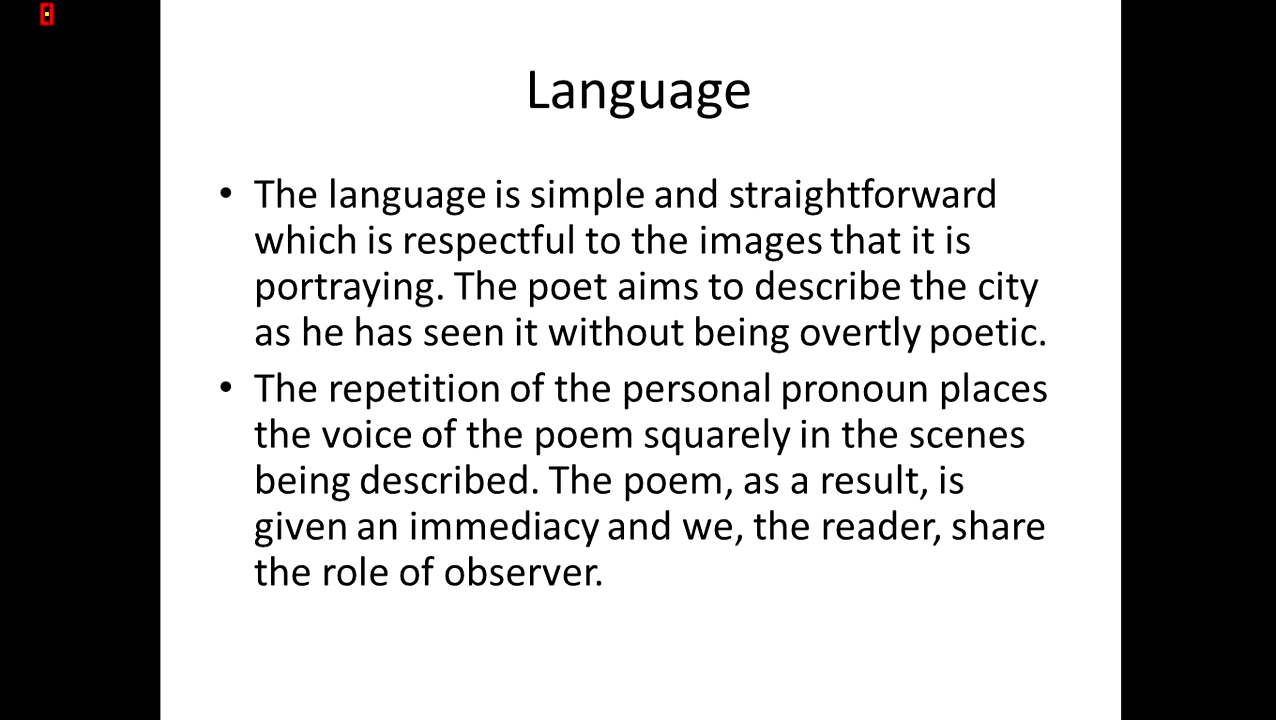 Language
• The language is simple and straightforward
which is respectful to the images that it is
portraying. The poet aims to describe the city
as he has seen it without being overtly poetic.
• The repetition of the personal pronoun places
the voice of the poem squarely in the scenes
being described. The poem, as a result, is
given an immediacy and we, the reader, share
the role of observer.